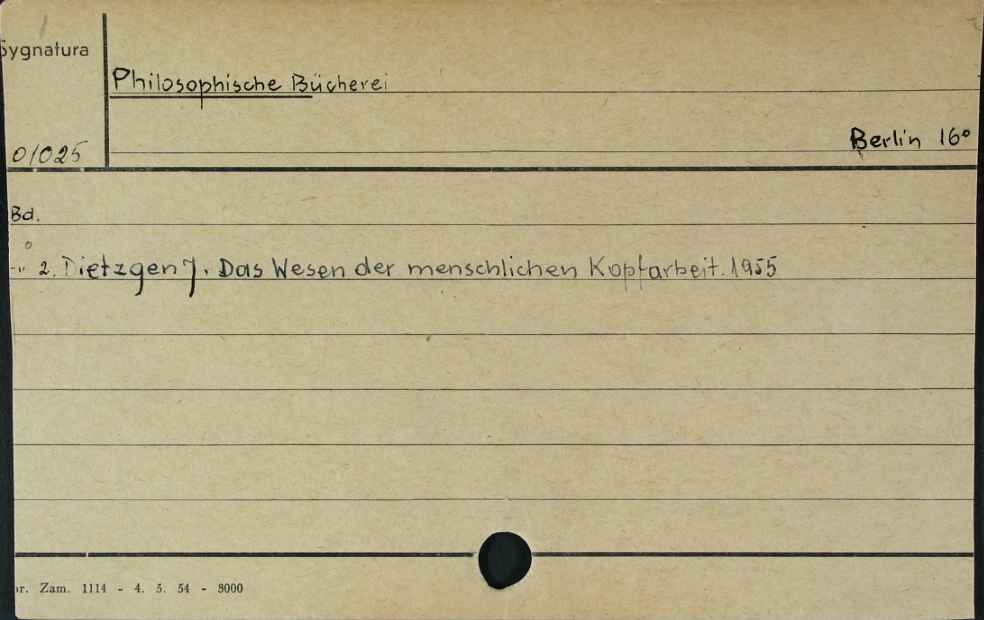 Sygnatura
Philosophische Bücherei
Berlin 16°
01025
Bd.
-"- 2. Dietzgen J. Das Wesen der menschlichen Kopfarbeit. 1955
Zam. 1114 - 4. 5. 54 - 8000